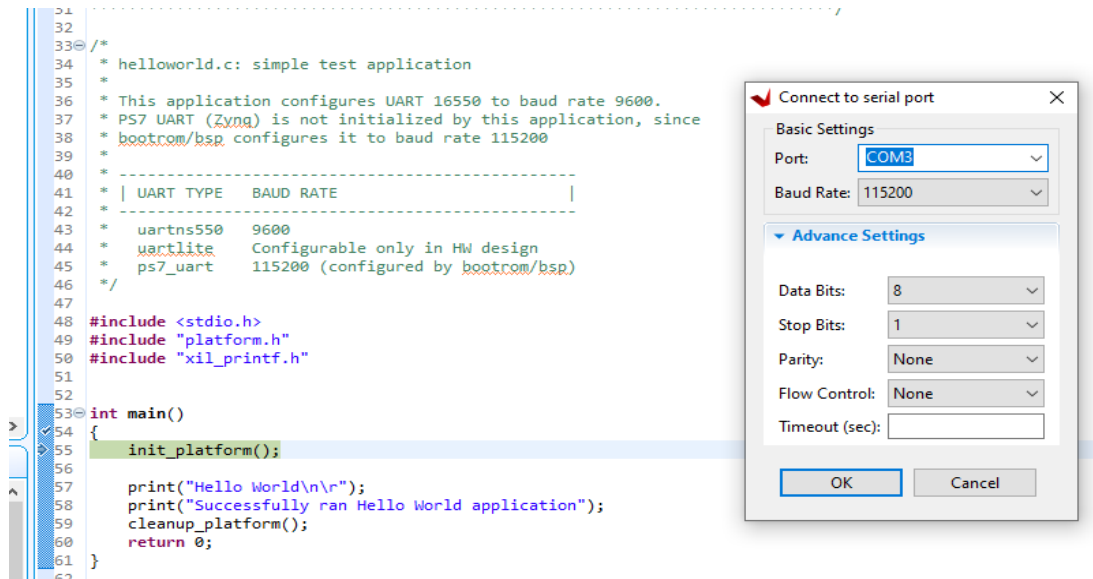 31
32
33 /*
34 * helloworld.c: simple test application
35 *
36 * This application configures UART 16550 to baud rate 9600.
37 * PS7 UART (Zynq) is not initialized by this application, since
38 * bootrom/bsp configures it to baud rate 115200
39 *
40 * ------------------------------------------------
41 * | UART TYPE   BAUD RATE                        |
42 * ------------------------------------------------
43 *   uartns550   9600
44 *   uartlite    Configurable only in HW design
45 *   ps7_uart    115200 (configured by bootrom/bsp)
46 */
47
48 #include <stdio.h>
49 #include "platform.h"
50 #include "xil_printf.h"
51
52
53 int main()
54 {
55     init_platform();
56
57     print("Hello World\n\r");
58     print("Successfully ran Hello World application");
59     cleanup_platform();
60     return 0;
61 }
62
Connect to serial port
Basic Settings
Port: COM3
Baud Rate: 115200
Advance Settings
Data Bits: 8
Stop Bits: 1
Parity: None
Flow Control: None
Timeout (sec):
OK Cancel